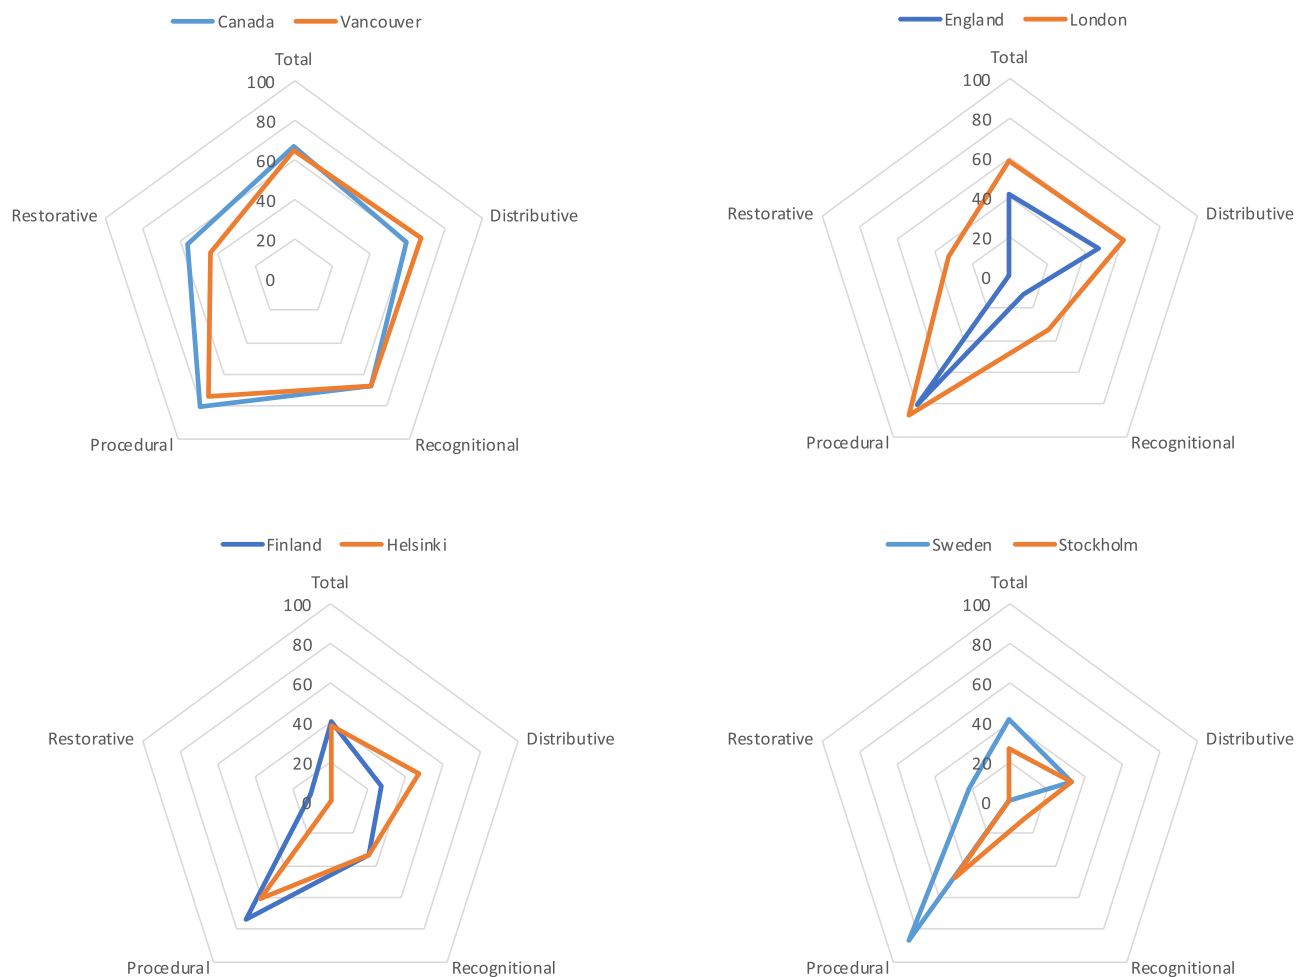 Canada Vancouver
Total
100
80
60
40
20
0
Restorative
Distributive
Procedural
Recognitional
England London
Total
100
80
60
40
20
0
Restorative
Distributive
Procedural
Recognitional
Finland Helsinki
Total
100
80
60
40
20
0
Restorative
Distributive
Procedural
Recognitional
Sweden Stockholm
Total
100
80
60
40
20
0
Restorative
Distributive
Procedural
Recognitional